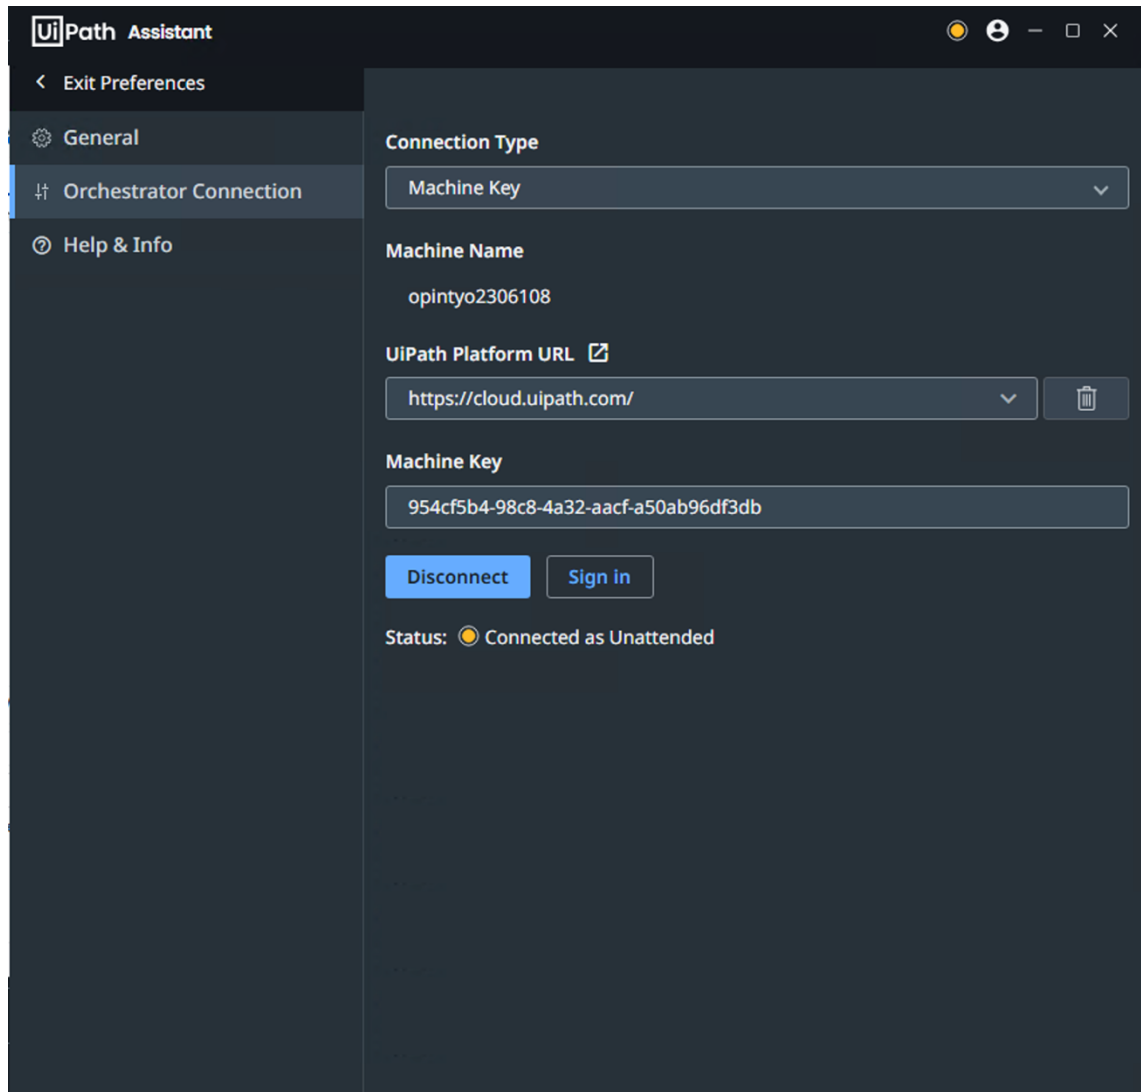 UiPath Assistant
Exit Preferences
General
Orchestrator Connection
Help & Info
Connection Type
Machine Key
Machine Name
opintyo2306108
UiPath Platform URL
https://cloud.uipath.com/
Machine Key
954cf5b4-98c8-4a32-aacf-a50ab96df3db
Disconnect Sign in
Status: Connected as Unattended